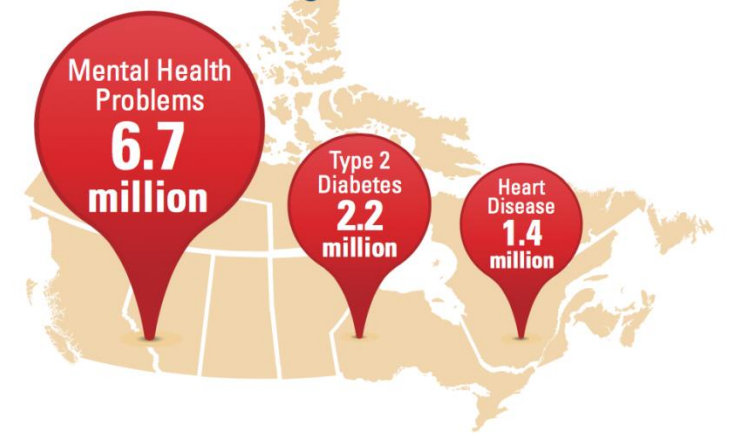 Mental Health
Problems
6.7
million
Type 2
Diabetes
2.2
million
Heart
Disease
1.4
million